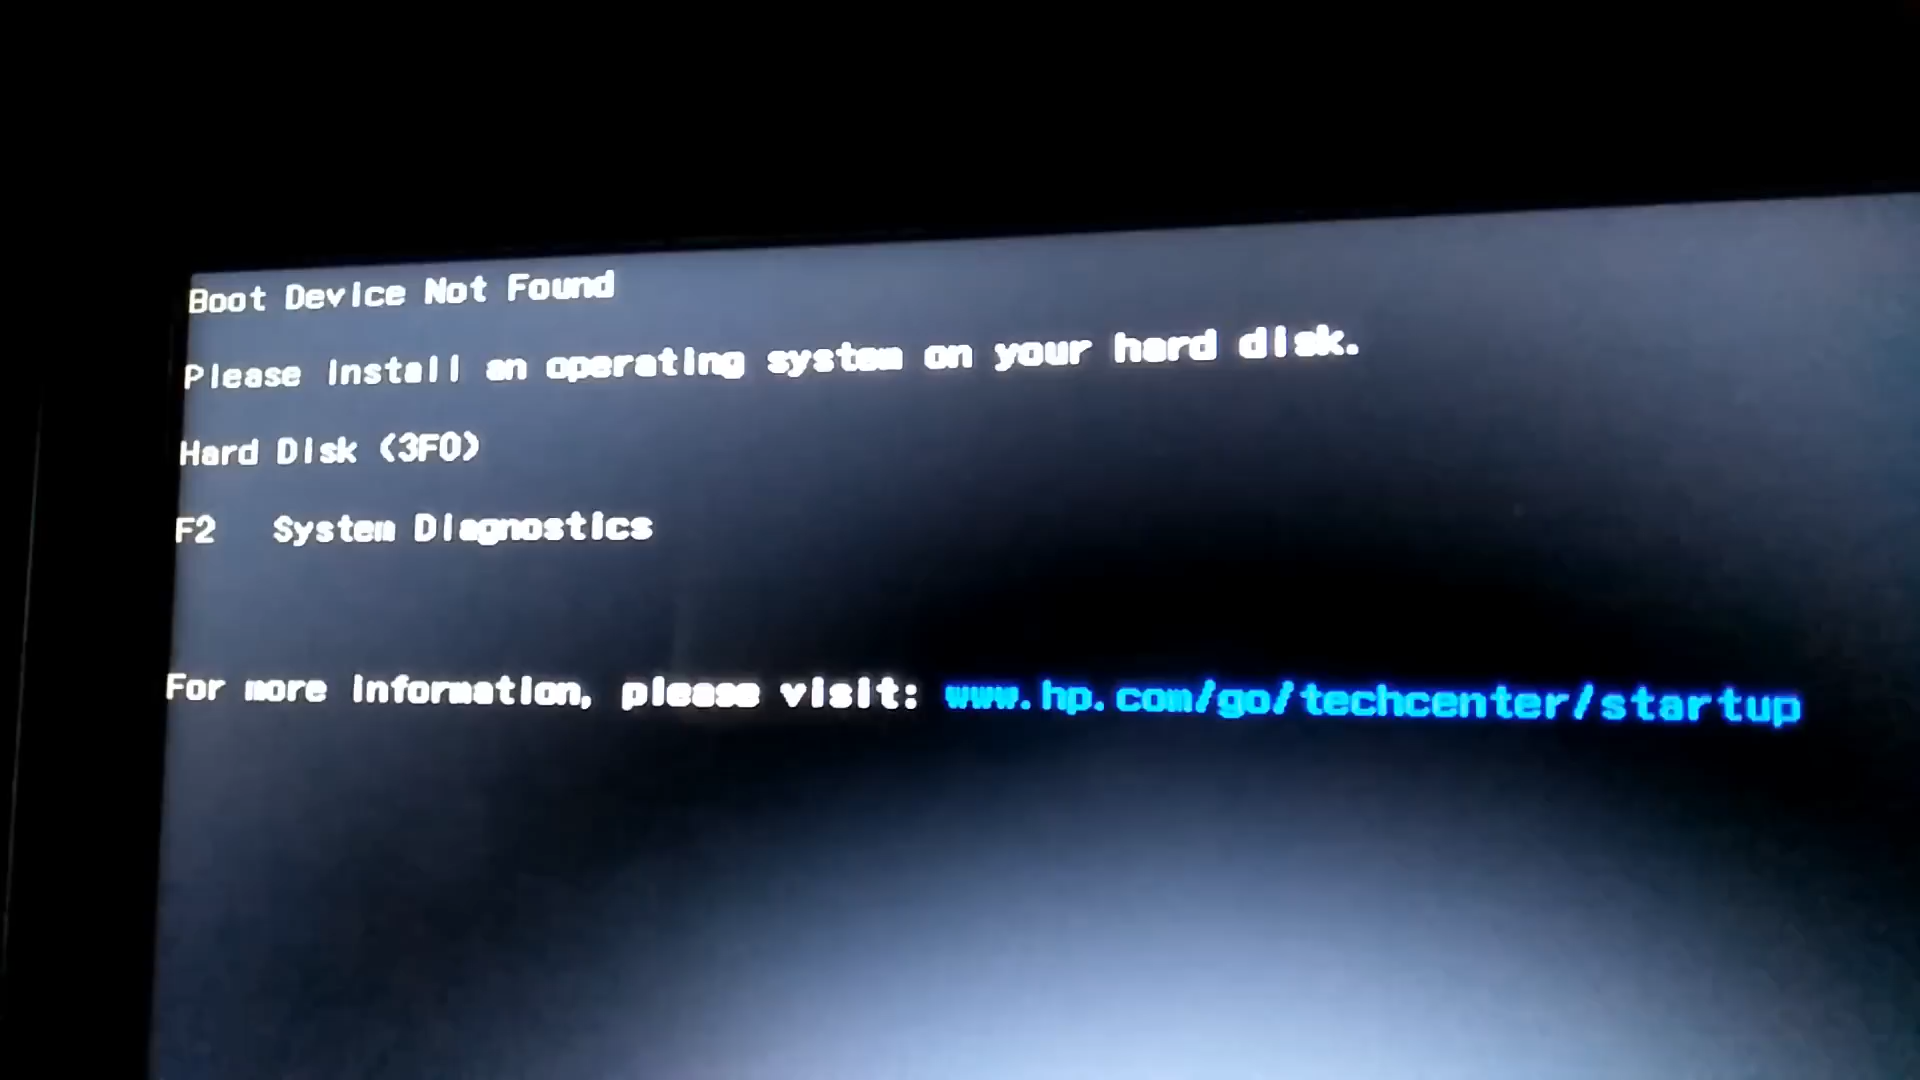 Boot Device Not Found
Please install an operating system on your hard disk.
Hard Disk (3F0)
F2 System Diagnostics
For more information, please visit: www.hp.com/go/techcenter/startup